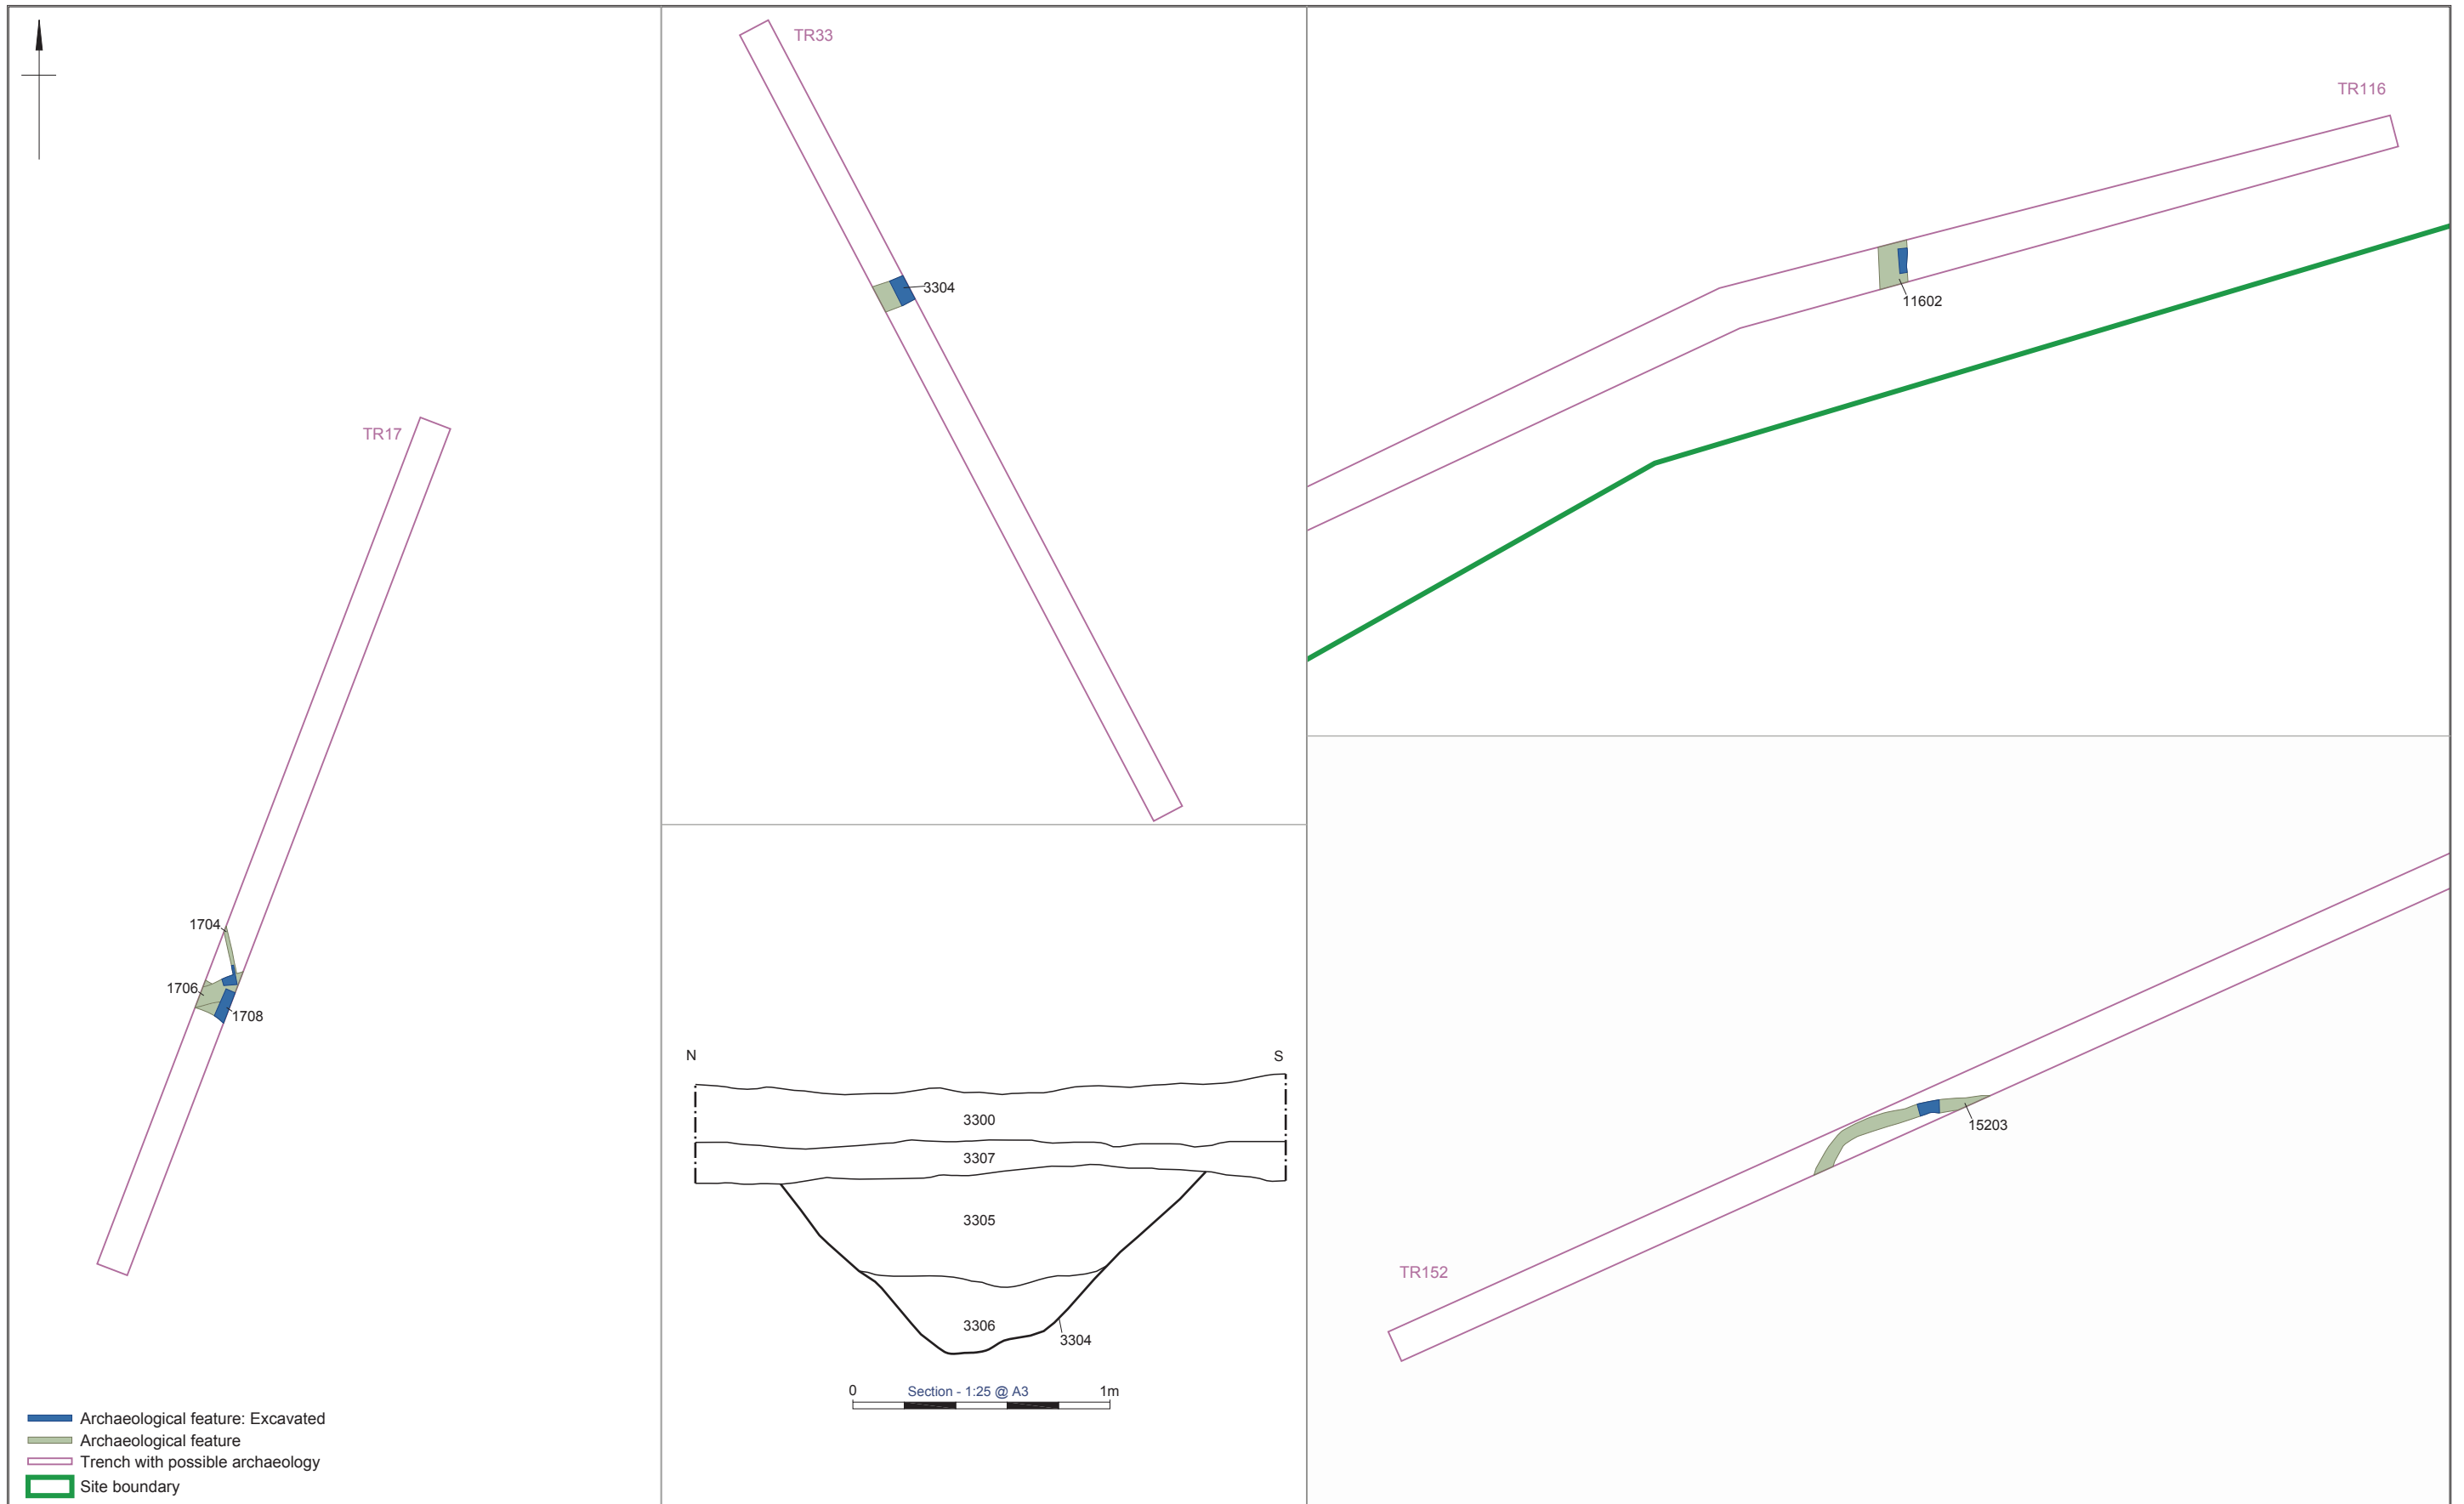 TR17
1704
1706
1708
TR33
3304
N
S
3300
3307
3305
3306
3304
0
Section - 1:25 @ A3
1m
TR116
11602
15203
TR152
Archaeological feature: Excavated
Archaeological feature
Trench with possible archaeology
Site boundary